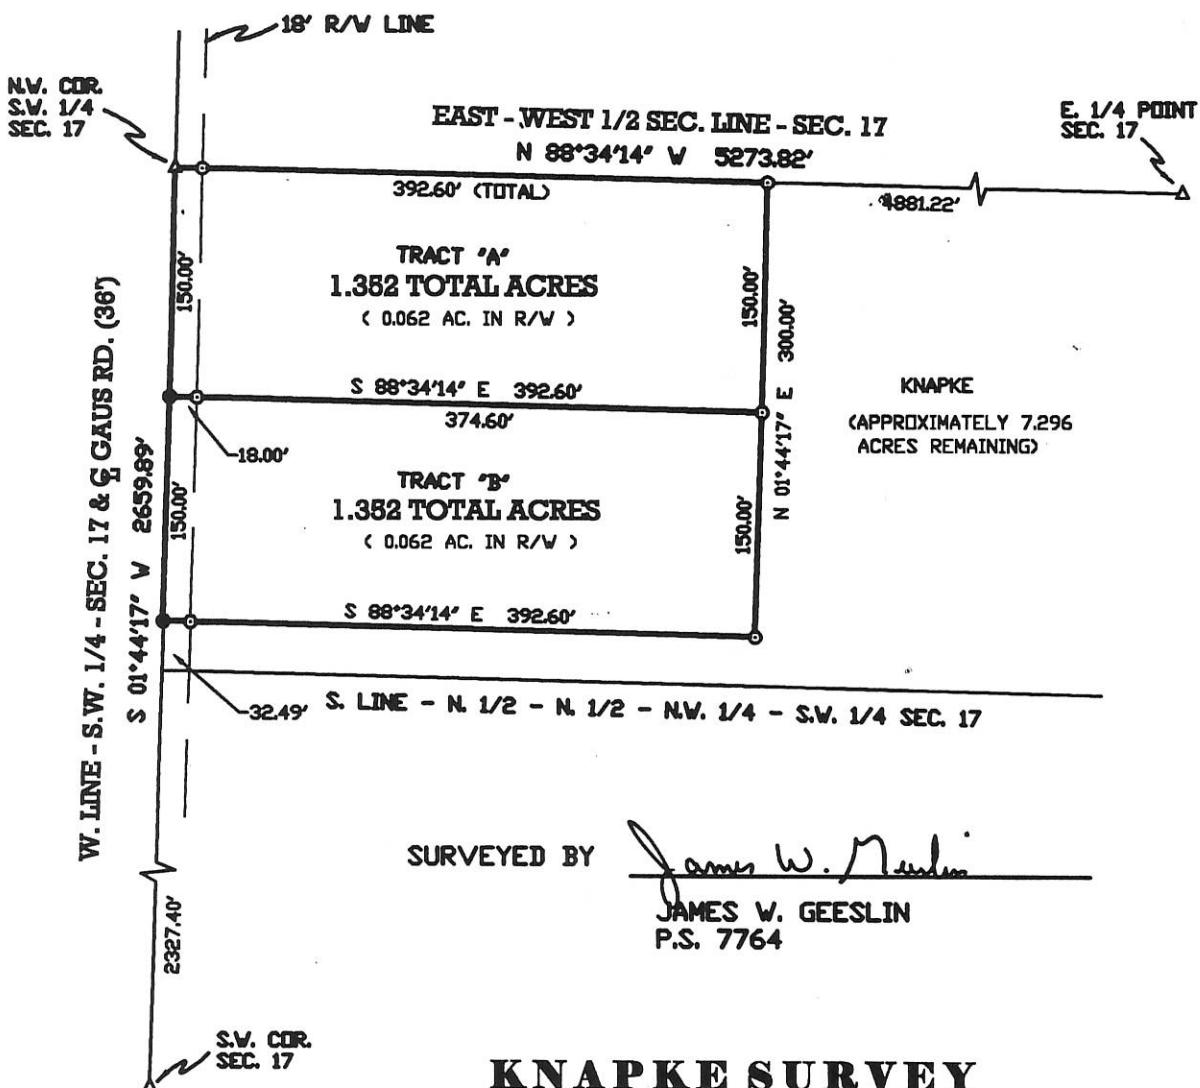 18' R/W LINE
N.W. COR.
S.W. 1/4
SEC. 17
EAST - WEST 1/2 SEC. LINE - SEC. 17
N 88°34'14" W 5273.82'
E. 1/4 POINT
SEC. 17
392.60' (TOTAL)
4881.22'
TRACT "A"
1.352 TOTAL ACRES
( 0.062 AC. IN R/W )
150.00'
150.00'
N 01°44'17" E 300.00'
S 88°34'14" E 392.60'
374.60'
18.00'
KNAPKE
(APPROXIMATELY 7.296
ACRES REMAINING)
W. LINE - S.W. 1/4 - SEC. 17 & ℄ GAUS RD. (36')
S 01°44'17" W 2659.89'
TRACT "B"
1.352 TOTAL ACRES
( 0.062 AC. IN R/W )
150.00'
150.00'
S 88°34'14" E 392.60'
32.49'
S. LINE - N. 1/2 - N. 1/2 - N.W. 1/4 - S.W. 1/4 SEC. 17
SURVEYED BY James W. Geeslin
JAMES W. GEESLIN
P.S. 7764
2327.40'
S.W. COR.
SEC. 17
KNAPKE SURVEY